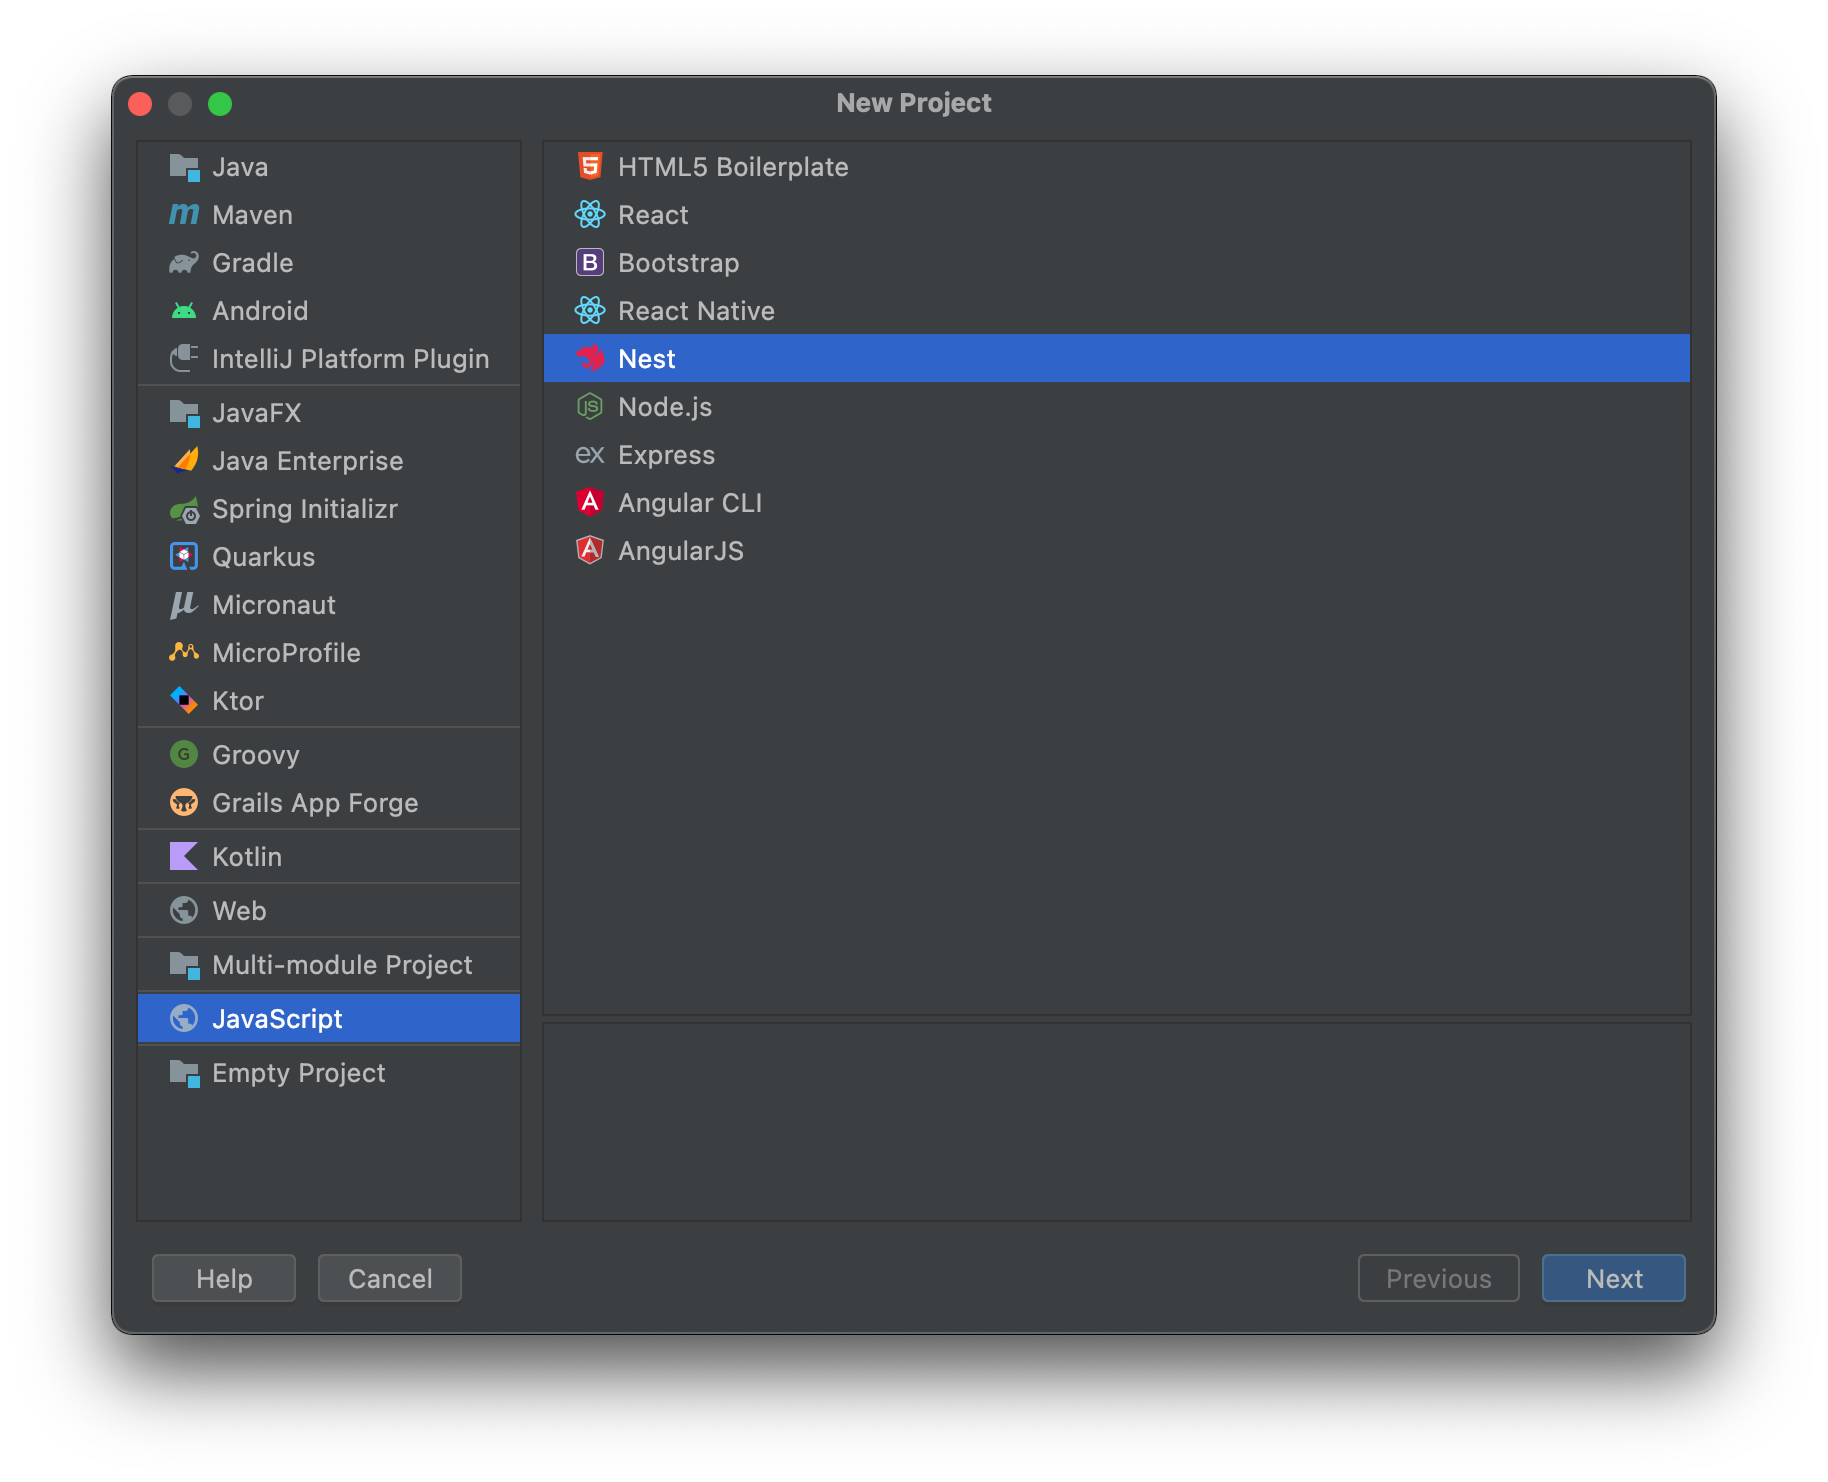 New Project
Java
Maven
Gradle
Android
IntelliJ Platform Plugin
JavaFX
Java Enterprise
Spring Initializr
Quarkus
Micronaut
MicroProfile
Ktor
Groovy
Grails App Forge
Kotlin
Web
Multi-module Project
JavaScript
Empty Project
HTML5 Boilerplate
React
Bootstrap
React Native
Nest
Node.js
Express
Angular CLI
AngularJS
Help
Cancel
Previous
Next